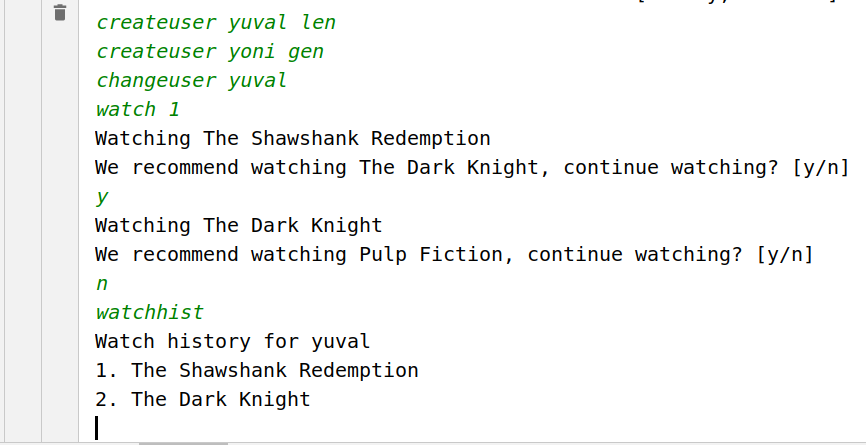 createuser yuval len
createuser yoni gen
changeuser yuval
watch 1
Watching The Shawshank Redemption
We recommend watching The Dark Knight, continue watching? [y/n]
y
Watching The Dark Knight
We recommend watching Pulp Fiction, continue watching? [y/n]
n
watchhist
Watch history for yuval
1. The Shawshank Redemption
2. The Dark Knight